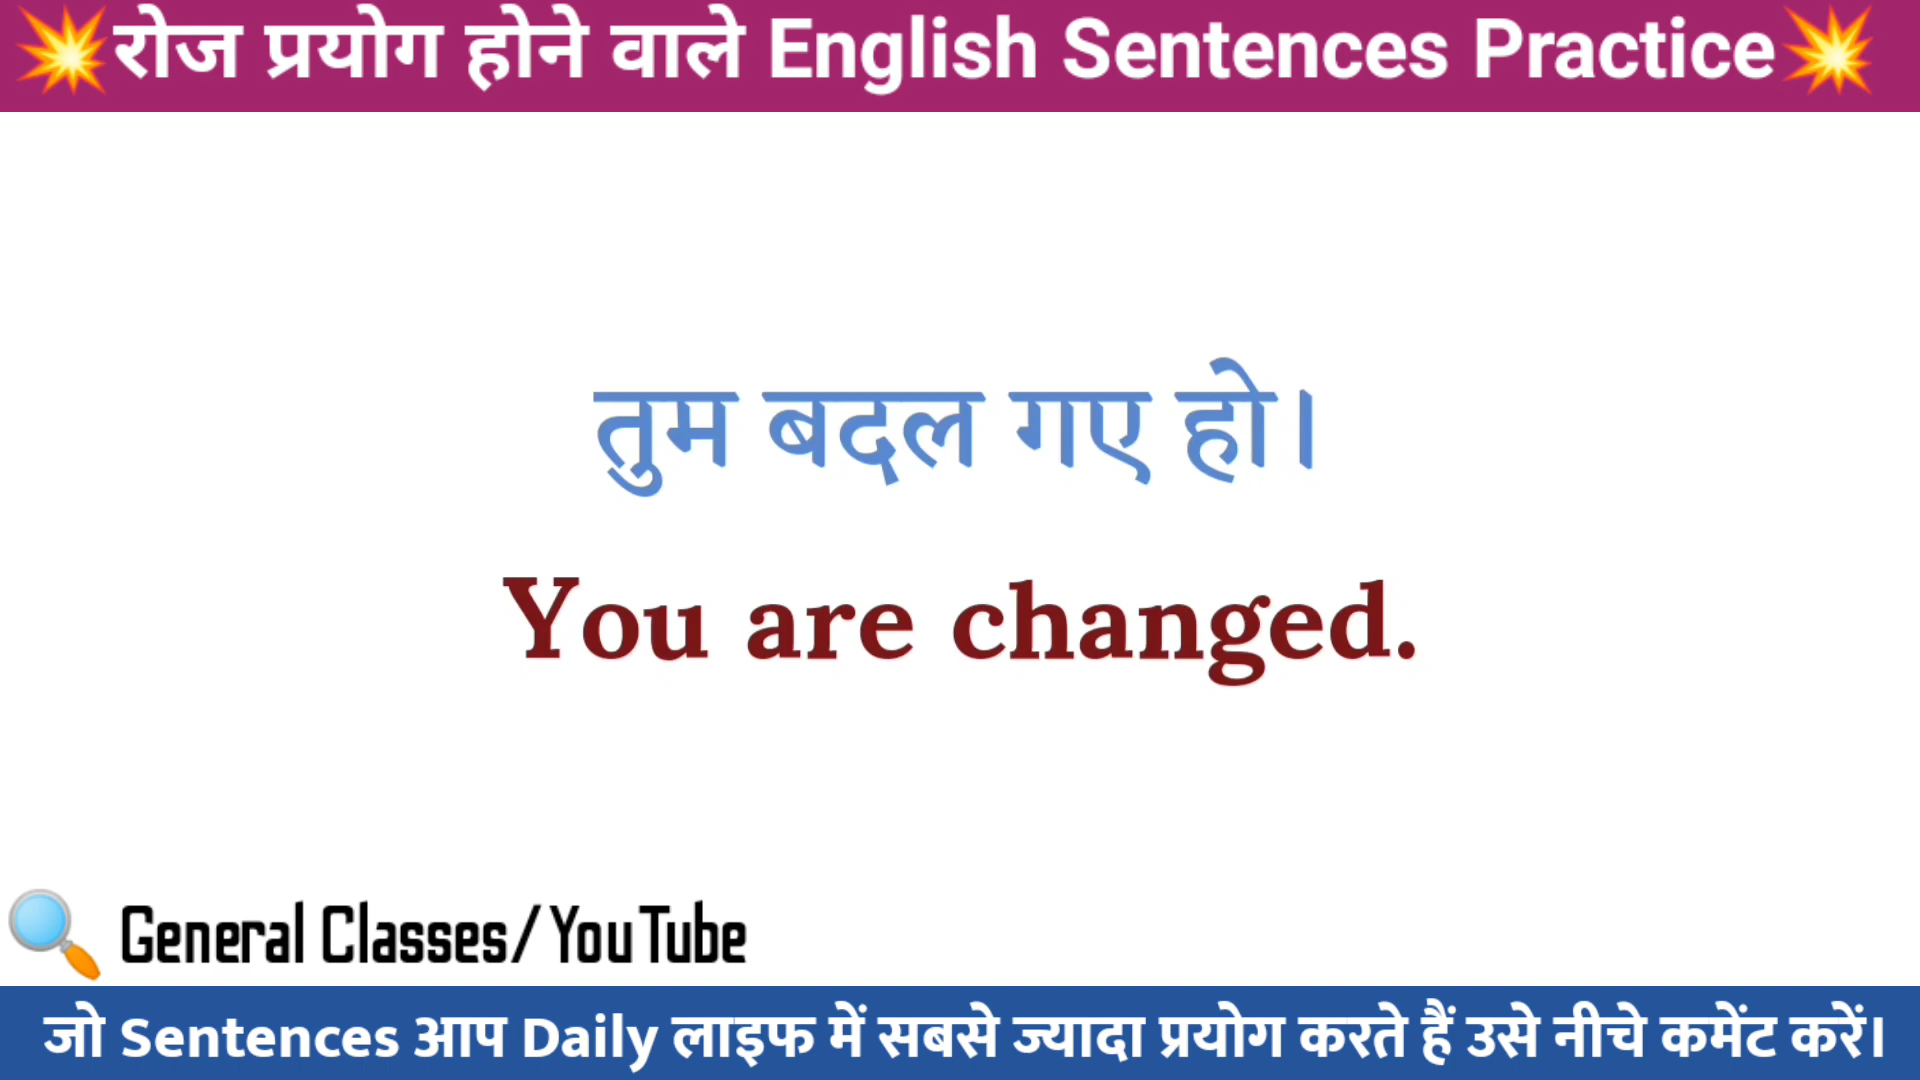 💥रोज प्रयोग होने वाले English Sentences Practice💥
तुम बदल गए हो।
You are changed.
🔍 General Classes/YouTube
जो Sentences आप Daily लाइफ में सबसे ज्यादा प्रयोग करते हैं उसे नीचे कमेंट करें।